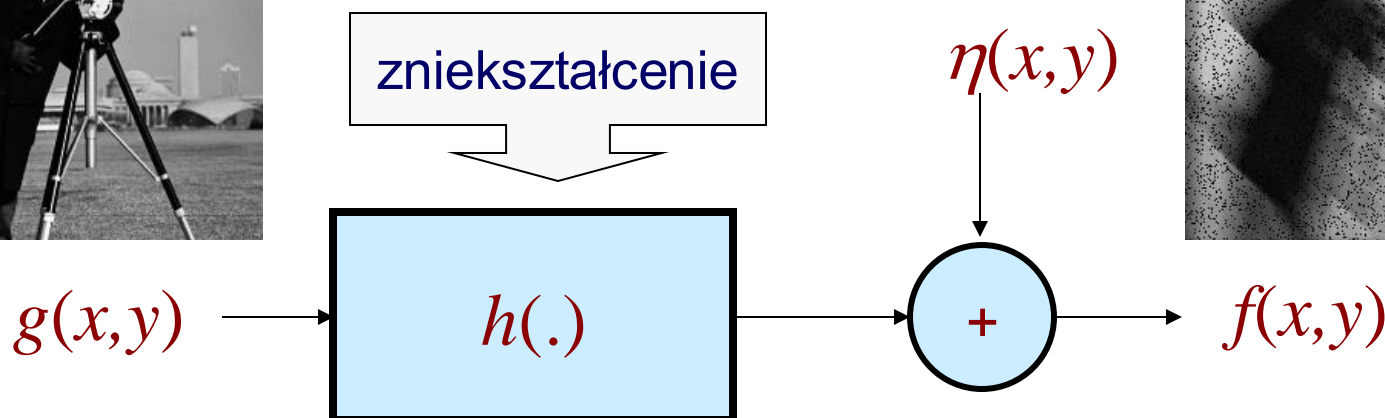 zniekształcenie
η(x,y)
g(x,y)
h(.)
+
f(x,y)